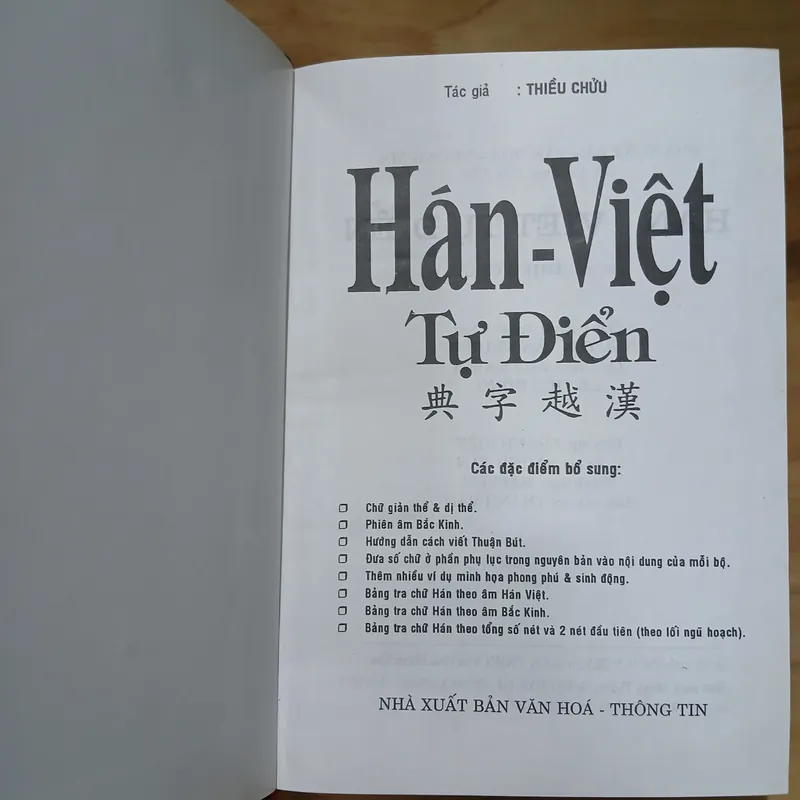 Tác giả : THIỀU CHỬU
Hán-Việt
Tự Điển
典字越漢
Các đặc điểm bổ sung:
❐ Chữ giản thể & dị thể.
❐ Phiên âm Bắc Kinh.
❐ Hướng dẫn cách viết Thuận Bút.
❐ Đưa số chữ ở phần phụ lục trong nguyên bản vào nội dung của mỗi bộ.
❐ Thêm nhiều ví dụ minh họa phong phú & sinh động.
❐ Bảng tra chữ Hán theo âm Hán Việt.
❐ Bảng tra chữ Hán theo âm Bắc Kinh.
❐ Bảng tra chữ Hán theo tổng số nét và 2 nét đầu tiên (theo lối ngũ hoạch).
NHÀ XUẤT BẢN VĂN HOÁ - THÔNG TIN